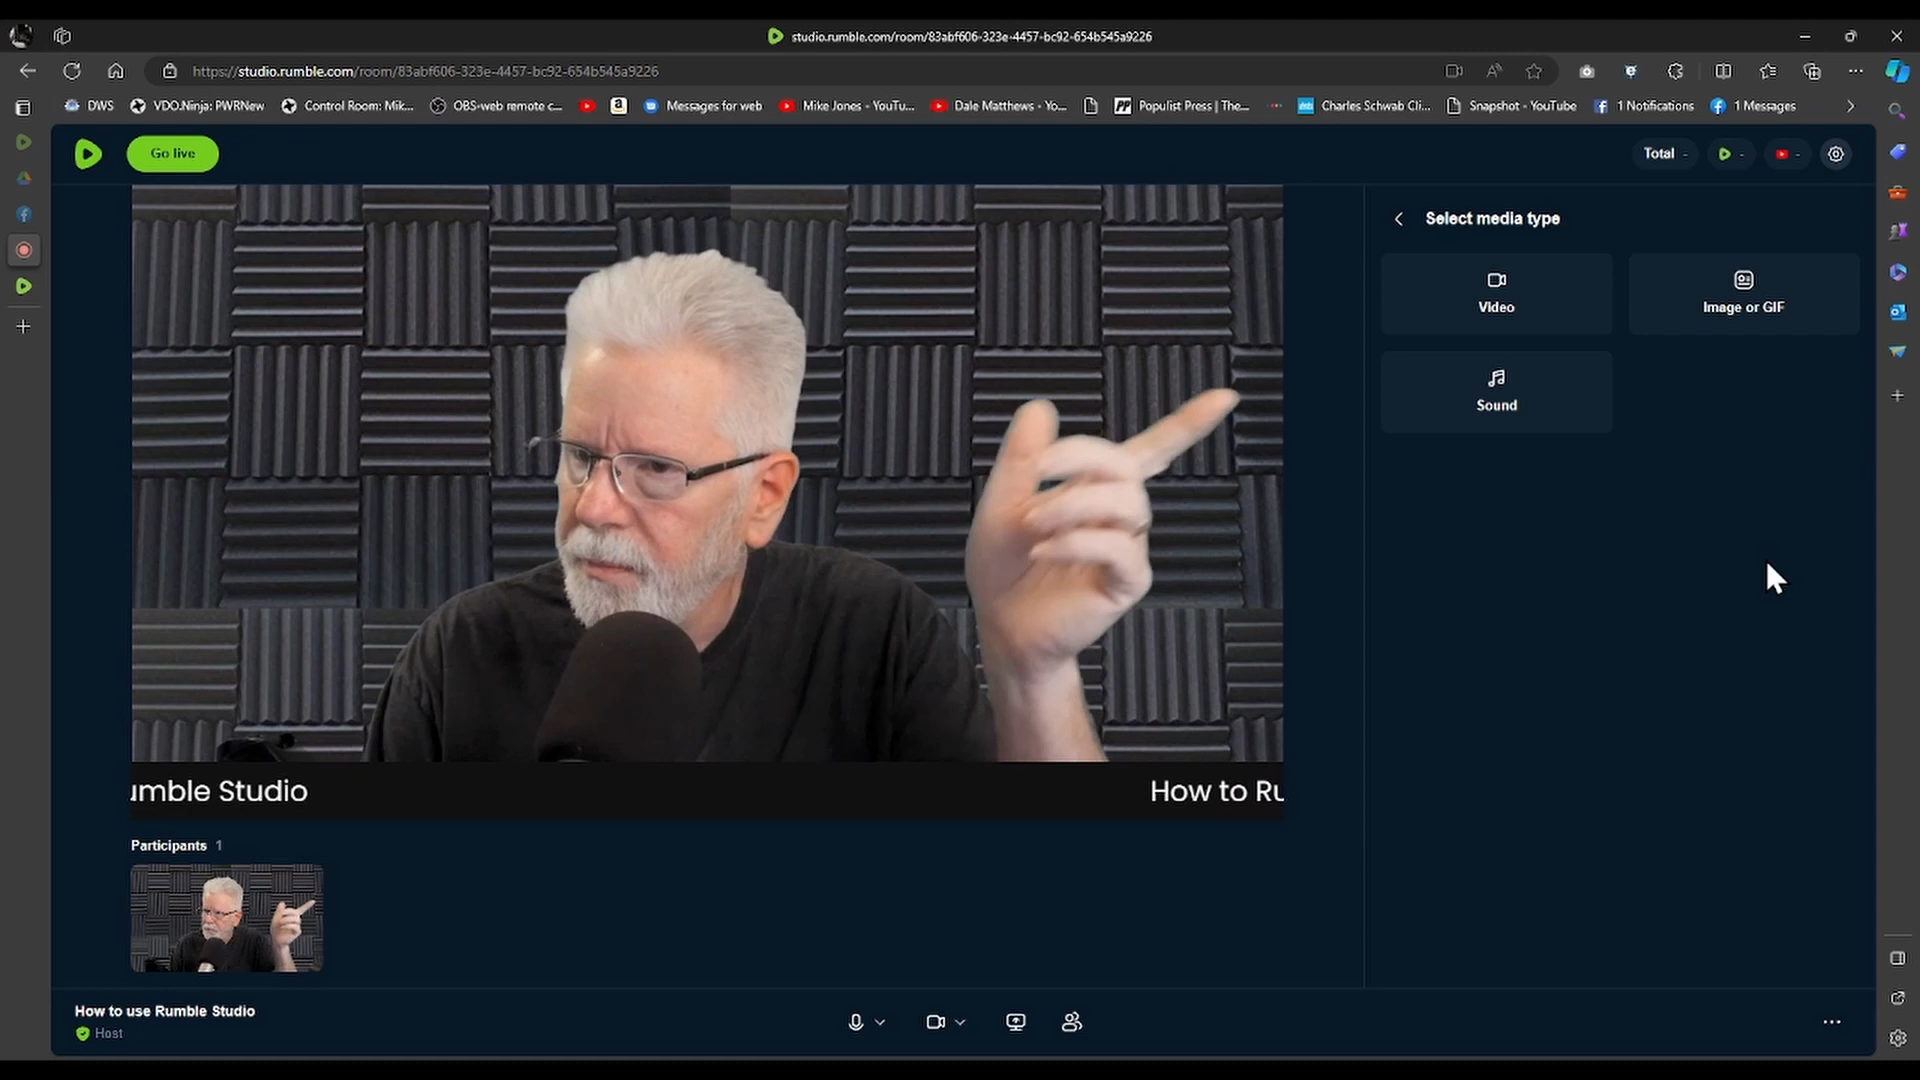 studio.rumble.com/room/83abf606-323e-4457-bc92-654b545a9226
https://studio.rumble.com/room/83abf606-323e-4457-bc92-654b545a9226
DWS
VDO.Ninja: PWRNew
Control Room: Mik...
OBS-web remote c...
Messages for web
Mike Jones - YouTu...
Dale Matthews - Yo...
Populist Press | The...
Charles Schwab Cli...
Snapshot - YouTube
1 Notifications
1 Messages
Go live
Total -
-
-
Select media type
Video
Image or GIF
Sound
umble Studio
How to Ru
Participants 1
How to use Rumble Studio
Host